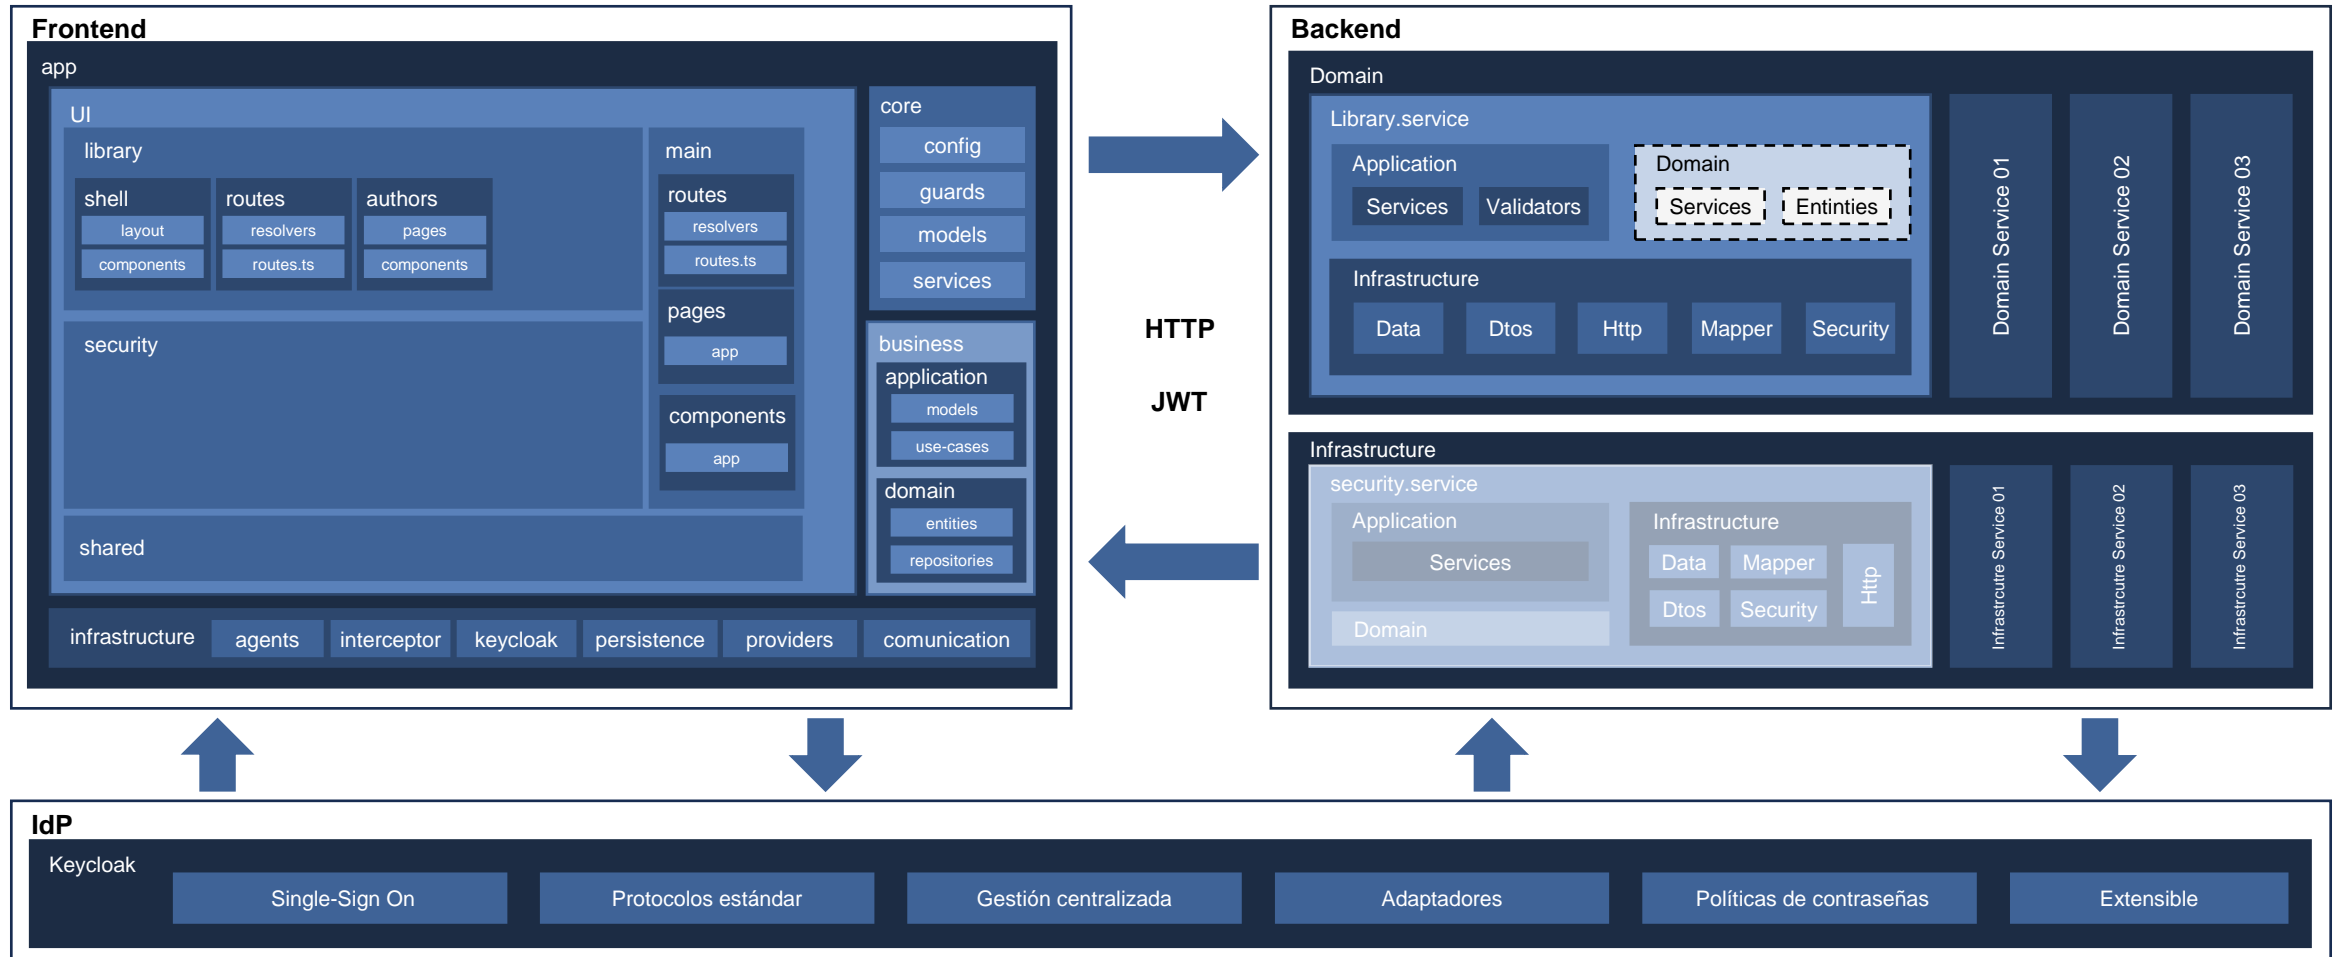 Frontend
app
UI
library
shell
layout
components
routes
resolvers
routes.ts
authors
pages
components
security
shared
main
routes
resolvers
routes.ts
pages
app
components
app
core
config
guards
models
services
business
application
models
use-cases
domain
entities
repositories
infrastructure
agents
interceptor
keycloak
persistence
providers
comunication
HTTP
JWT
Backend
Domain
Library.service
Application
Services
Validators
Domain
Services
Entinties
Infrastructure
Data
Dtos
Http
Mapper
Security
Domain Service 01
Domain Service 02
Domain Service 03
Infrastructure
security.service
Application
Services
Domain
Infrastructure
Data
Mapper
Dtos
Security
Http
Infrastrcutre Service 01
Infrastrcutre Service 02
Infrastrcutre Service 03
IdP
Keycloak
Single-Sign On
Protocolos estándar
Gestión centralizada
Adaptadores
Políticas de contraseñas
Extensible